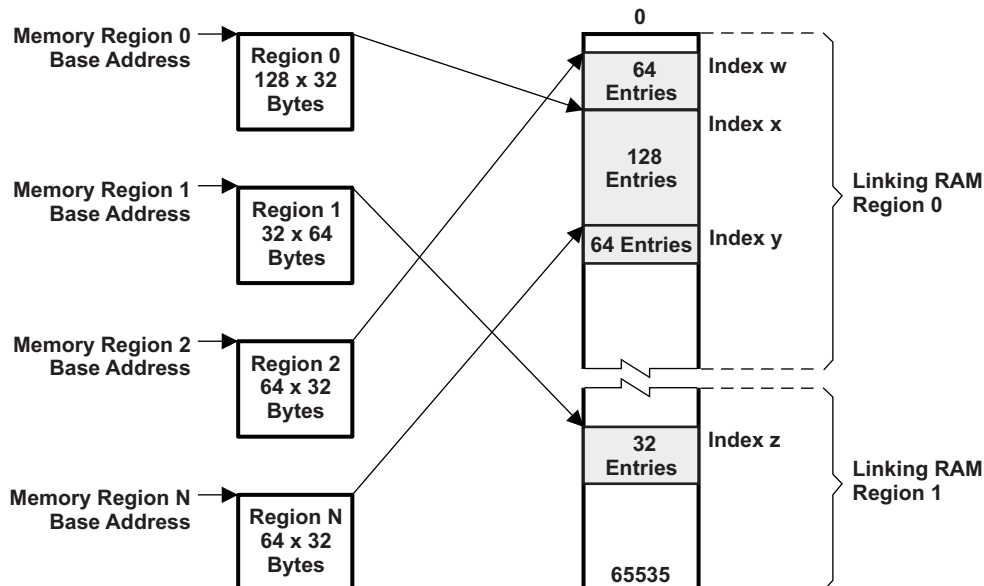 Memory Region 0
Base Address
Region 0
128 x 32
Bytes
Memory Region 1
Base Address
Region 1
32 x 64
Bytes
Memory Region 2
Base Address
Region 2
64 x 32
Bytes
Memory Region N
Base Address
Region N
64 x 32
Bytes
0
64
Entries
Index w
Index x
128
Entries
64 Entries
Index y
Linking RAM
Region 0
32
Entries
Index z
Linking RAM
Region 1
65535